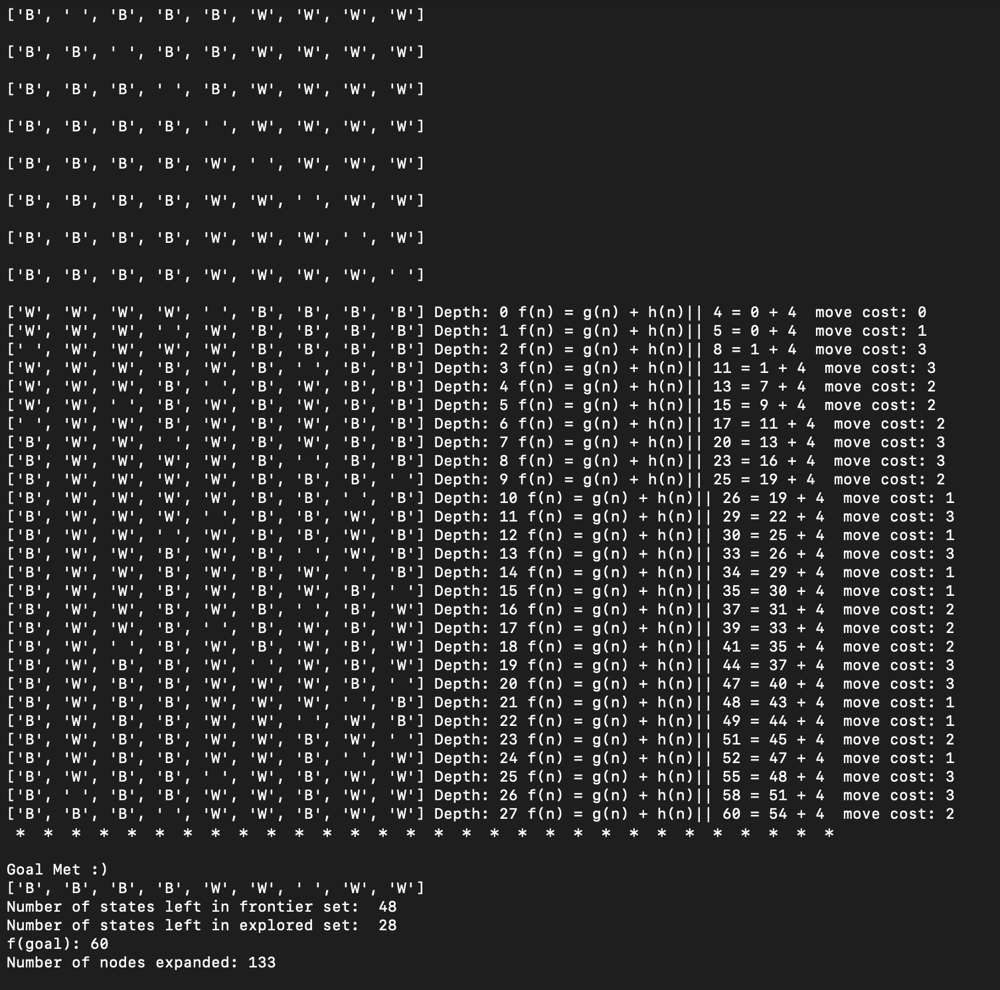 ['B', ' ', 'B', 'B', 'B', 'W', 'W', 'W', 'W']
['B', 'B', ' ', 'B', 'B', 'W', 'W', 'W', 'W']
['B', 'B', 'B', ' ', 'B', 'W', 'W', 'W', 'W']
['B', 'B', 'B', 'B', ' ', 'W', 'W', 'W', 'W']
['B', 'B', 'B', 'B', 'W', ' ', 'W', 'W', 'W']
['B', 'B', 'B', 'B', 'W', 'W', ' ', 'W', 'W']
['B', 'B', 'B', 'B', 'W', 'W', 'W', ' ', 'W']
['B', 'B', 'B', 'B', 'W', 'W', 'W', 'W', ' ']
['W', 'W', 'W', 'W', ' ', 'B', 'B', 'B', 'B'] Depth: 0 f(n) = g(n) + h(n)|| 4 = 0 + 4  move cost: 0
['W', 'W', 'W', ' ', 'W', 'B', 'B', 'B', 'B'] Depth: 1 f(n) = g(n) + h(n)|| 5 = 0 + 4  move cost: 1
[' ', 'W', 'W', 'W', 'W', 'B', 'B', 'B', 'B'] Depth: 2 f(n) = g(n) + h(n)|| 8 = 1 + 4  move cost: 3
['W', 'W', 'W', 'B', 'W', 'B', ' ', 'B', 'B'] Depth: 3 f(n) = g(n) + h(n)|| 11 = 1 + 4  move cost: 3
['W', 'W', 'W', 'B', ' ', 'B', 'W', 'B', 'B'] Depth: 4 f(n) = g(n) + h(n)|| 13 = 7 + 4  move cost: 2
['W', 'W', ' ', 'B', 'W', 'B', 'W', 'B', 'B'] Depth: 5 f(n) = g(n) + h(n)|| 15 = 9 + 4  move cost: 2
[' ', 'W', 'W', 'B', 'W', 'B', 'W', 'B', 'B'] Depth: 6 f(n) = g(n) + h(n)|| 17 = 11 + 4  move cost: 2
['B', 'W', 'W', ' ', 'W', 'B', 'W', 'B', 'B'] Depth: 7 f(n) = g(n) + h(n)|| 20 = 13 + 4  move cost: 3
['B', 'W', 'W', 'W', 'W', 'B', ' ', 'B', 'B'] Depth: 8 f(n) = g(n) + h(n)|| 23 = 16 + 4  move cost: 3
['B', 'W', 'W', 'W', 'W', 'B', 'B', 'B', ' '] Depth: 9 f(n) = g(n) + h(n)|| 25 = 19 + 4  move cost: 2
['B', 'W', 'W', 'W', 'W', 'B', 'B', ' ', 'B'] Depth: 10 f(n) = g(n) + h(n)|| 26 = 19 + 4  move cost: 1
['B', 'W', 'W', 'W', ' ', 'B', 'B', 'W', 'B'] Depth: 11 f(n) = g(n) + h(n)|| 29 = 22 + 4  move cost: 3
['B', 'W', 'W', ' ', 'W', 'B', 'B', 'W', 'B'] Depth: 12 f(n) = g(n) + h(n)|| 30 = 25 + 4  move cost: 1
['B', 'W', 'W', 'B', 'W', 'B', ' ', 'W', 'B'] Depth: 13 f(n) = g(n) + h(n)|| 33 = 26 + 4  move cost: 3
['B', 'W', 'W', 'B', 'W', 'B', 'W', ' ', 'B'] Depth: 14 f(n) = g(n) + h(n)|| 34 = 29 + 4  move cost: 1
['B', 'W', 'W', 'B', 'W', 'B', 'W', 'B', ' '] Depth: 15 f(n) = g(n) + h(n)|| 35 = 30 + 4  move cost: 1
['B', 'W', 'W', 'B', 'W', 'B', ' ', 'B', 'W'] Depth: 16 f(n) = g(n) + h(n)|| 37 = 31 + 4  move cost: 2
['B', 'W', 'W', 'B', ' ', 'B', 'W', 'B', 'W'] Depth: 17 f(n) = g(n) + h(n)|| 39 = 33 + 4  move cost: 2
['B', 'W', ' ', 'B', 'W', 'B', 'W', 'B', 'W'] Depth: 18 f(n) = g(n) + h(n)|| 41 = 35 + 4  move cost: 2
['B', 'W', 'B', 'B', 'W', ' ', 'W', 'B', 'W'] Depth: 19 f(n) = g(n) + h(n)|| 44 = 37 + 4  move cost: 3
['B', 'W', 'B', 'B', 'W', 'W', 'W', 'B', ' '] Depth: 20 f(n) = g(n) + h(n)|| 47 = 40 + 4  move cost: 3
['B', 'W', 'B', 'B', 'W', 'W', 'W', ' ', 'B'] Depth: 21 f(n) = g(n) + h(n)|| 48 = 43 + 4  move cost: 1
['B', 'W', 'B', 'B', 'W', 'W', ' ', 'W', 'B'] Depth: 22 f(n) = g(n) + h(n)|| 49 = 44 + 4  move cost: 1
['B', 'W', 'B', 'B', 'W', 'W', 'B', 'W', ' '] Depth: 23 f(n) = g(n) + h(n)|| 51 = 45 + 4  move cost: 2
['B', 'W', 'B', 'B', 'W', 'W', 'B', ' ', 'W'] Depth: 24 f(n) = g(n) + h(n)|| 52 = 47 + 4  move cost: 1
['B', 'W', 'B', 'B', ' ', 'W', 'B', 'W', 'W'] Depth: 25 f(n) = g(n) + h(n)|| 55 = 48 + 4  move cost: 3
['B', ' ', 'B', 'B', 'W', 'W', 'B', 'W', 'W'] Depth: 26 f(n) = g(n) + h(n)|| 58 = 51 + 4  move cost: 3
['B', 'B', 'B', ' ', 'W', 'W', 'B', 'W', 'W'] Depth: 27 f(n) = g(n) + h(n)|| 60 = 54 + 4  move cost: 2
*  *  *  *  *  *  *  *  *  *  *  *  *  *  *  *  *  *  *  *  *  *  *  *  *  *  *  *  *  *
Goal Met :)
['B', 'B', 'B', 'B', 'W', 'W', ' ', 'W', 'W']
Number of states left in frontier set:  48
Number of states left in explored set:  28
f(goal): 60
Number of nodes expanded: 133